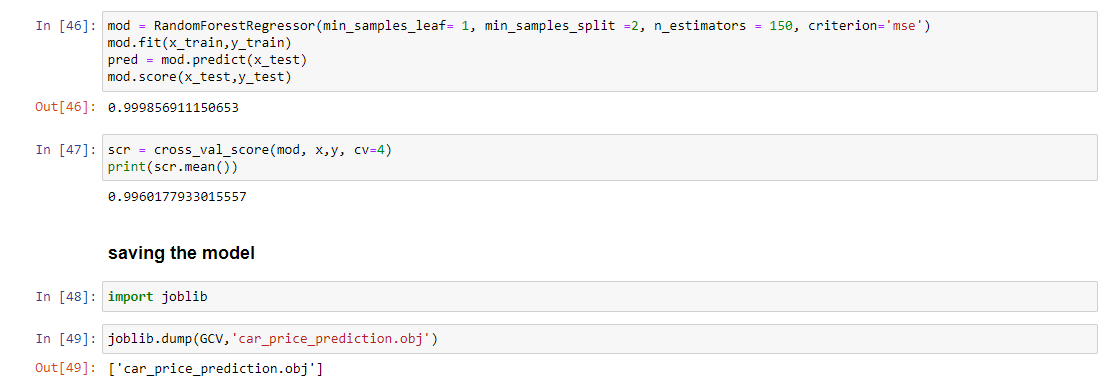 In [46]: mod = RandomForestRegressor(min_samples_leaf= 1, min_samples_split =2, n_estimators = 150, criterion='mse')
mod.fit(x_train,y_train)
pred = mod.predict(x_test)
mod.score(x_test,y_test)
Out[46]: 0.999856911150653
In [47]: scr = cross_val_score(mod, x,y, cv=4)
print(scr.mean())
0.9960177933015557
saving the model
In [48]: import joblib
In [49]: joblib.dump(GCV,'car_price_prediction.obj')
Out[49]: ['car_price_prediction.obj']